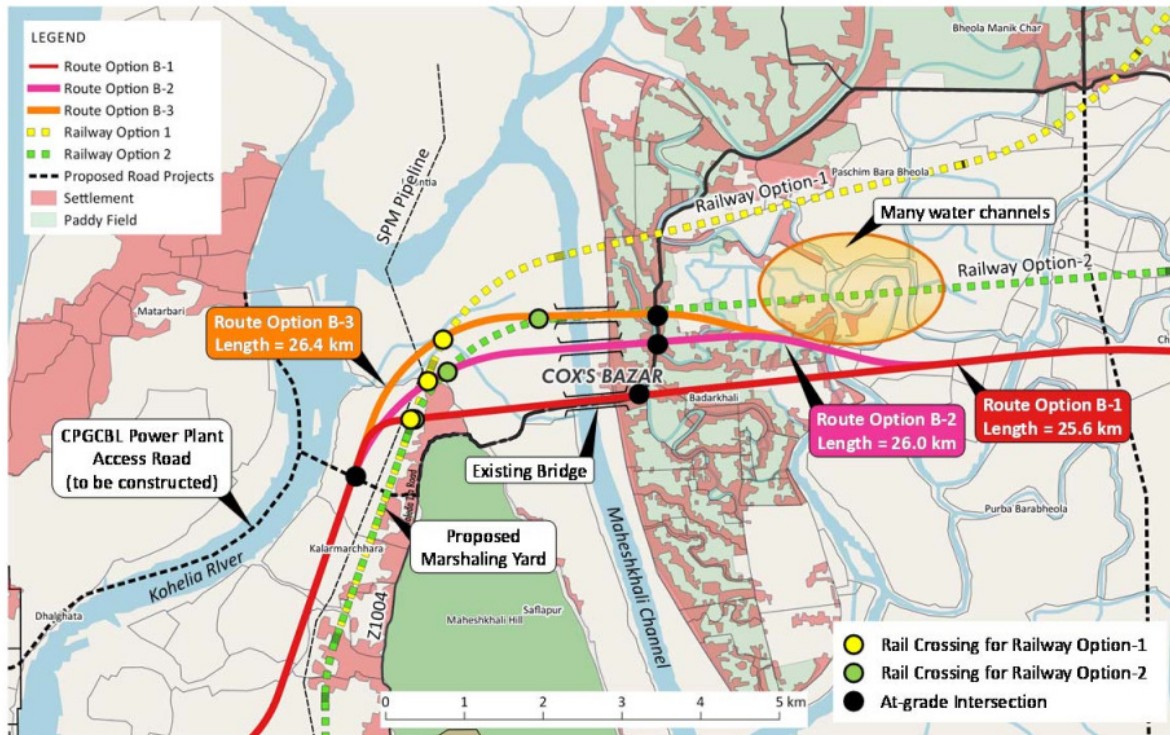 LEGEND
Route Option B-1
Route Option B-2
Route Option B-3
Railway Option 1
Railway Option 2
Proposed Road Projects
Settlement
Paddy Field
Bheola Manik Char
SPM Pipeline
Railway Option-1
Paschim Bara Bheola
Many water channels
Railway Option-2
Matarbari
Route Option B-3
Length = 26.4 km
COX'S BAZAR
Badarkhali
Route Option B-2
Length = 26.0 km
Route Option B-1
Length = 25.6 km
CPGCBL Power Plant
Access Road
(to be constructed)
Existing Bridge
Proposed
Marshaling Yard
Kalarmarchhara
Kohelia River
Z1004
Maheshkhali Channel
Purba Barabheola
Dhalghata
Saflapur
Maheshkhali Hill
Rail Crossing for Railway Option-1
Rail Crossing for Railway Option-2
At-grade Intersection
0 1 2 3 4 5 km